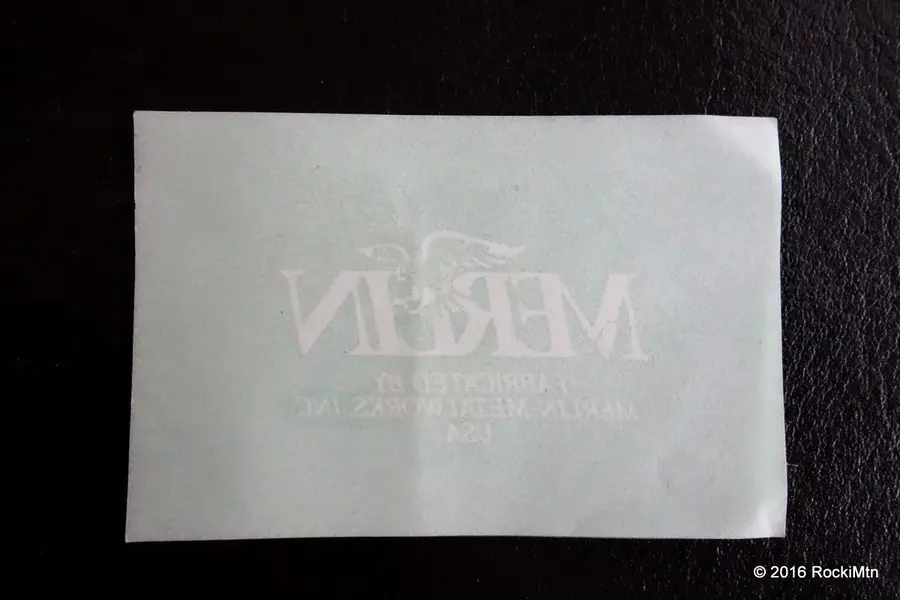 MERLIN
FABRICATED BY
MERLIN METALWORKS, INC.
USA
© 2016 RockiMtn